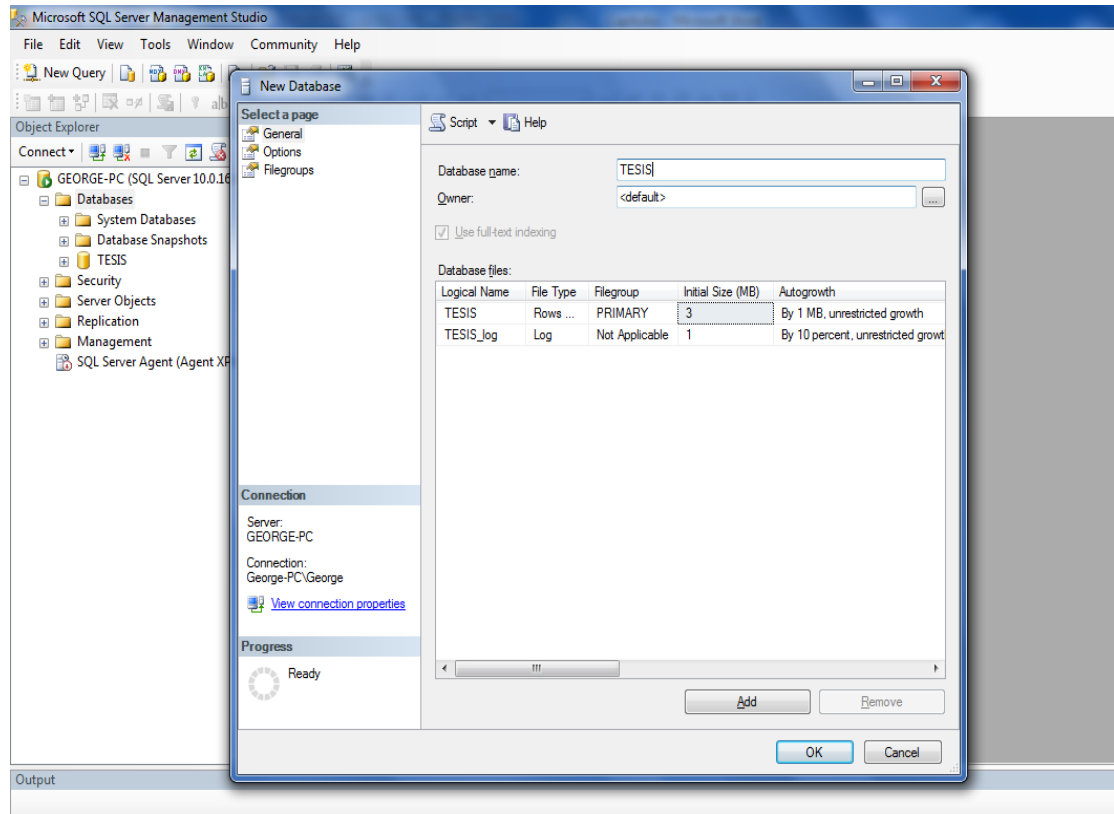 Microsoft SQL Server Management Studio
File Edit View Tools Window Community Help
New Query
alb
Object Explorer
Connect
GEORGE-PC (SQL Server 10.0.16
Databases
System Databases
Database Snapshots
TESIS
Security
Server Objects
Replication
Management
SQL Server Agent (Agent XP
New Database
Select a page
General
Options
Filegroups
Connection
Server:
GEORGE-PC
Connection:
George-PC\George
View connection properties
Progress
Ready
Script Help
Database name: TESIS
Owner: <default>
...
Use full-text indexing
Database files:
Logical Name File Type Filegroup Initial Size (MB) Autogrowth
TESIS Rows ... PRIMARY 3 By 1 MB, unrestricted growth
TESIS_log Log Not Applicable 1 By 10 percent, unrestricted growt
Add Remove
OK Cancel
Output